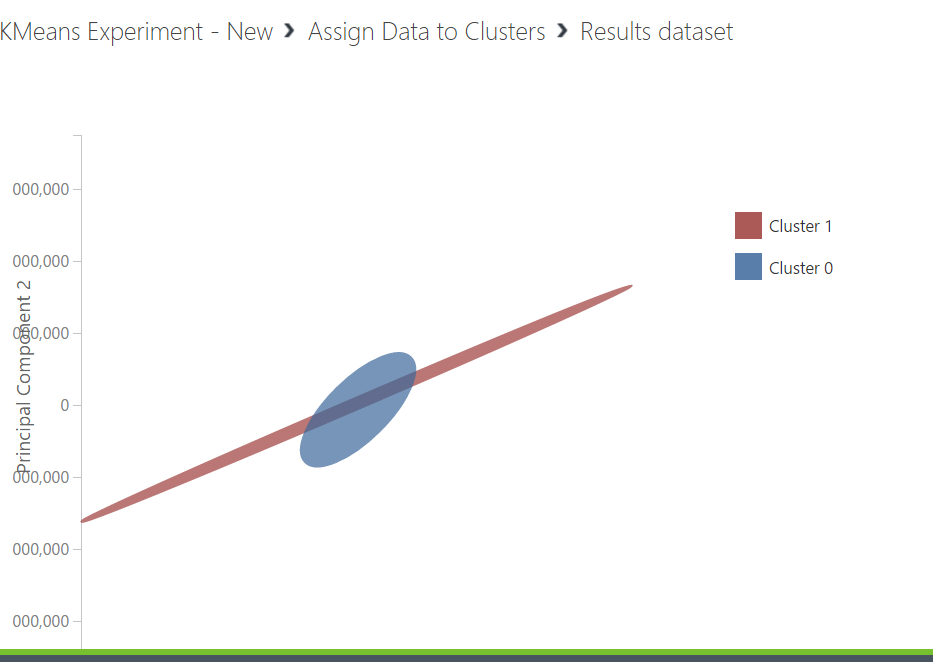 KMeans Experiment - New › Assign Data to Clusters › Results dataset
000,000
000,000
000,000
0
000,000
000,000
000,000
Principal Component 2
Cluster 1
Cluster 0